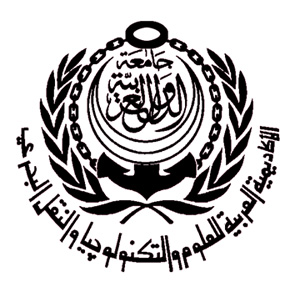 جامعة
الدول العربية
الأكاديمية العربية للعلوم والتكنولوجيا والنقل البحري